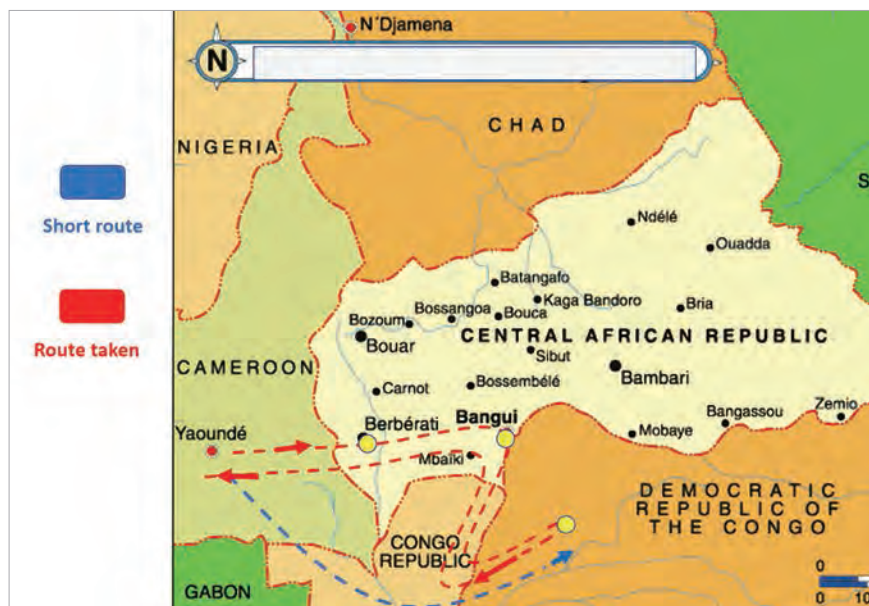 N'Djamena
N
CHAD
NIGERIA
S
Short route
Ndélé
Ouadda
Batangafo
Kaga Bandoro
Bria
Bossangoa
Bouca
Bozoum
CENTRAL AFRICAN REPUBLIC
Bouar
Sibut
Route taken
CAMEROON
Bambari
Carnot
Bossembélé
Zemio
Bangui
Bangassou
Berbérati
Yaoundé
Mobaye
Mbaïki
DEMOCRATIC
REPUBLIC OF
THE CONGO
CONGO
REPUBLIC
GABON
0
0 10